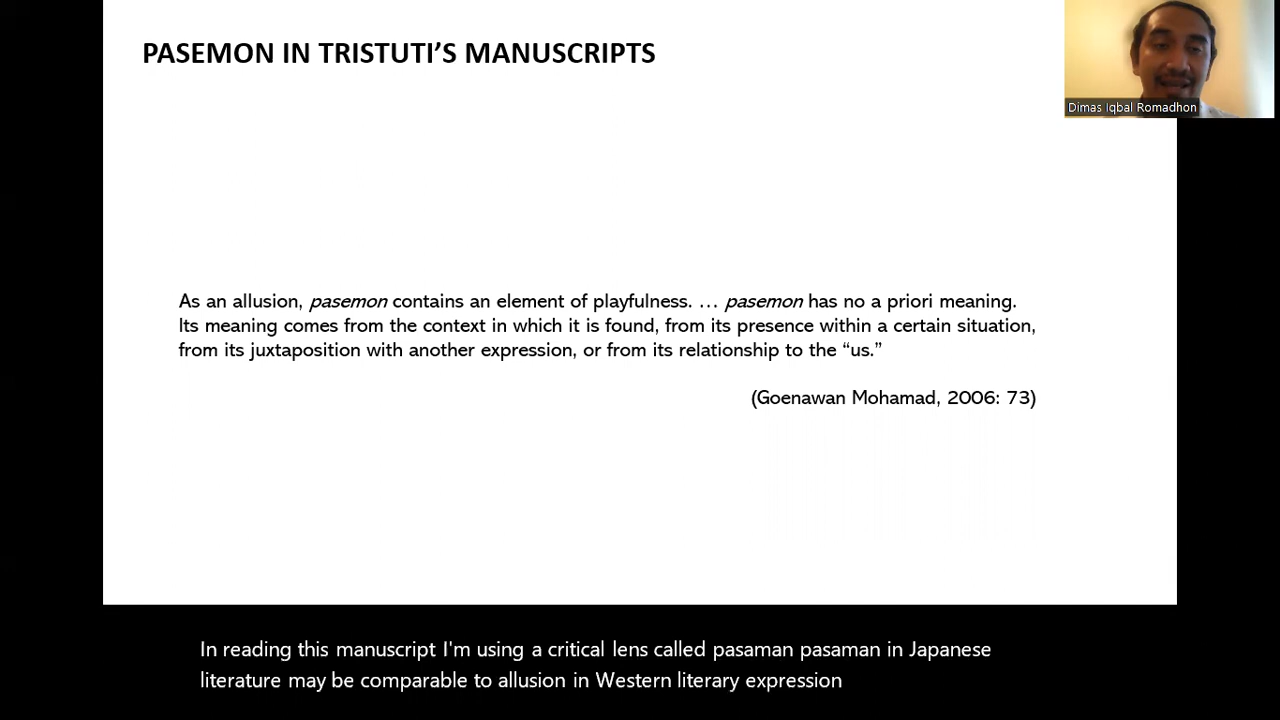 PASEMON IN TRISTUTI’S MANUSCRIPTS
Dimas Iqbal Romadhon
As an allusion, pasemon contains an element of playfulness. … pasemon has no a priori meaning.
Its meaning comes from the context in which it is found, from its presence within a certain situation,
from its juxtaposition with another expression, or from its relationship to the “us.”
(Goenawan Mohamad, 2006: 73)
In reading this manuscript I'm using a critical lens called pasaman pasaman in Japanese
literature may be comparable to allusion in Western literary expression